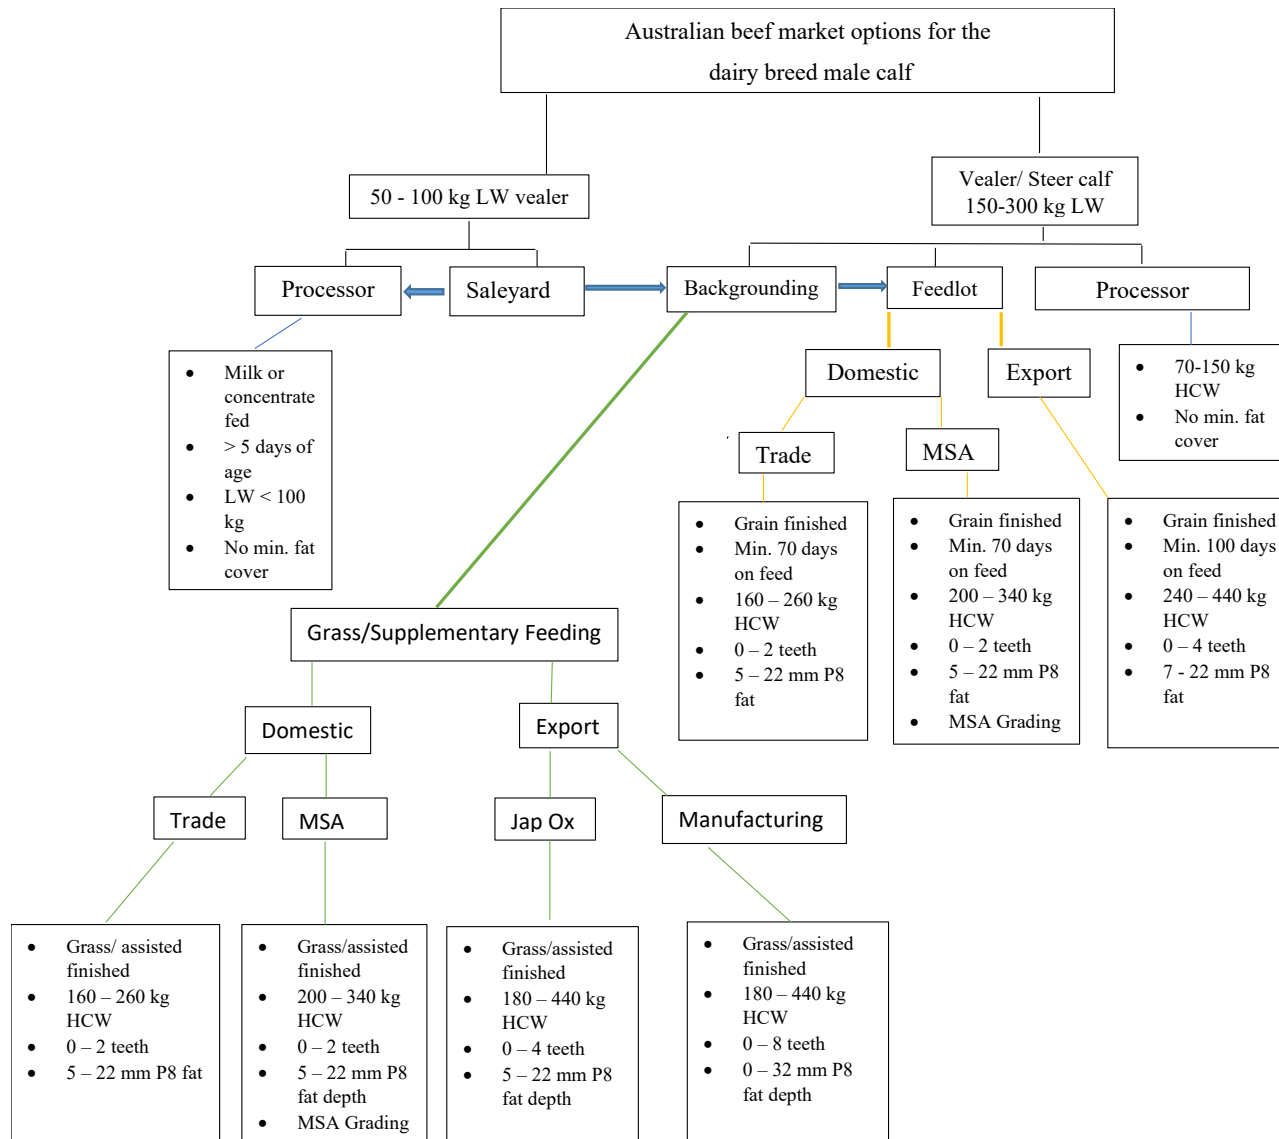 Australian beef market options for the
dairy breed male calf
50 - 100 kg LW vealer
Vealer/ Steer calf
150-300 kg LW
Processor
Saleyard
Backgrounding
Feedlot
Processor
• Milk or
concentrate
fed
• > 5 days of
age
• LW < 100
kg
• No min. fat
cover
Domestic
Export
• 70-150 kg
HCW
• No min. fat
cover
Trade
MSA
• Grain finished
• Min. 70 days
on feed
• 160 – 260 kg
HCW
• 0 – 2 teeth
• 5 – 22 mm P8
fat
• Grain finished
• Min. 70 days
on feed
• 200 – 340 kg
HCW
• 0 – 2 teeth
• 5 – 22 mm P8
fat
• MSA Grading
• Grain finished
• Min. 100 days
on feed
• 240 – 440 kg
HCW
• 0 – 4 teeth
• 7 - 22 mm P8
fat
Grass/Supplementary Feeding
Domestic
Export
Trade
MSA
Jap Ox
Manufacturing
• Grass/ assisted
finished
• 160 – 260 kg
HCW
• 0 – 2 teeth
• 5 – 22 mm P8 fat
• Grass/assisted
finished
• 200 – 340 kg
HCW
• 0 – 2 teeth
• 5 – 22 mm P8
fat depth
• MSA Grading
• Grass/assisted
finished
• 180 – 440 kg
HCW
• 0 – 4 teeth
• 5 – 22 mm P8
fat depth
• Grass/assisted
finished
• 180 – 440 kg
HCW
• 0 – 8 teeth
• 0 – 32 mm P8
fat depth